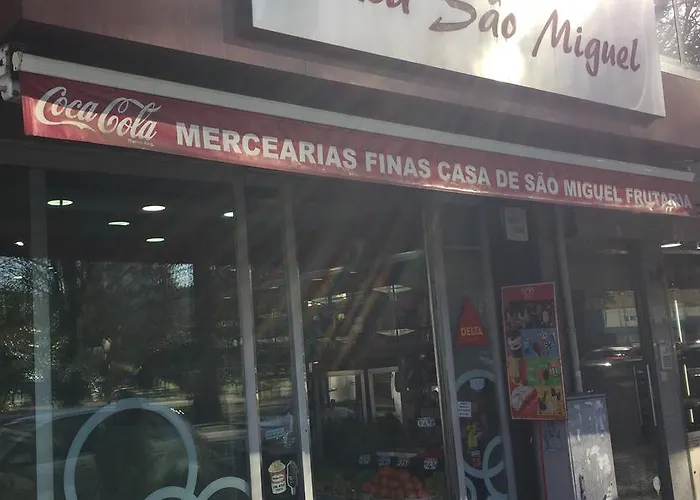 São Miguel
Coca-Cola
MERCEARIAS FINAS CASA DE SÃO MIGUEL FRUTARIA
DELTA